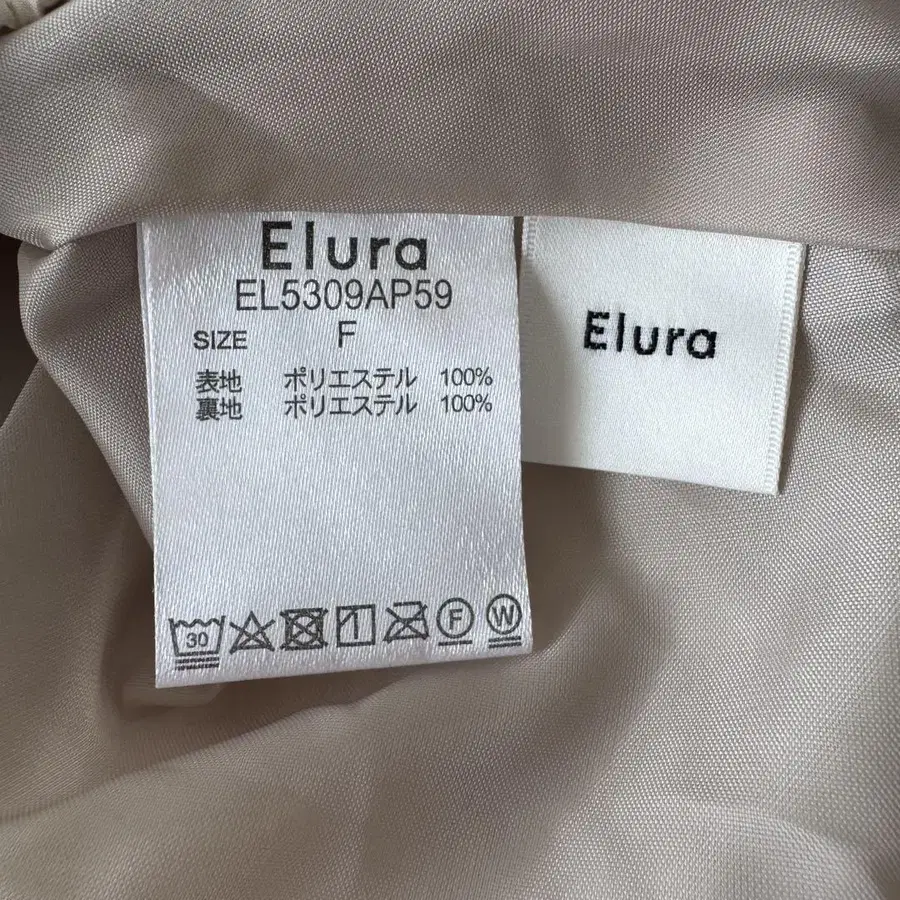 Elura
EL5309AP59
SIZE F
表地 ポリエステル 100%
裏地 ポリエステル 100%
30
F
W
Elura